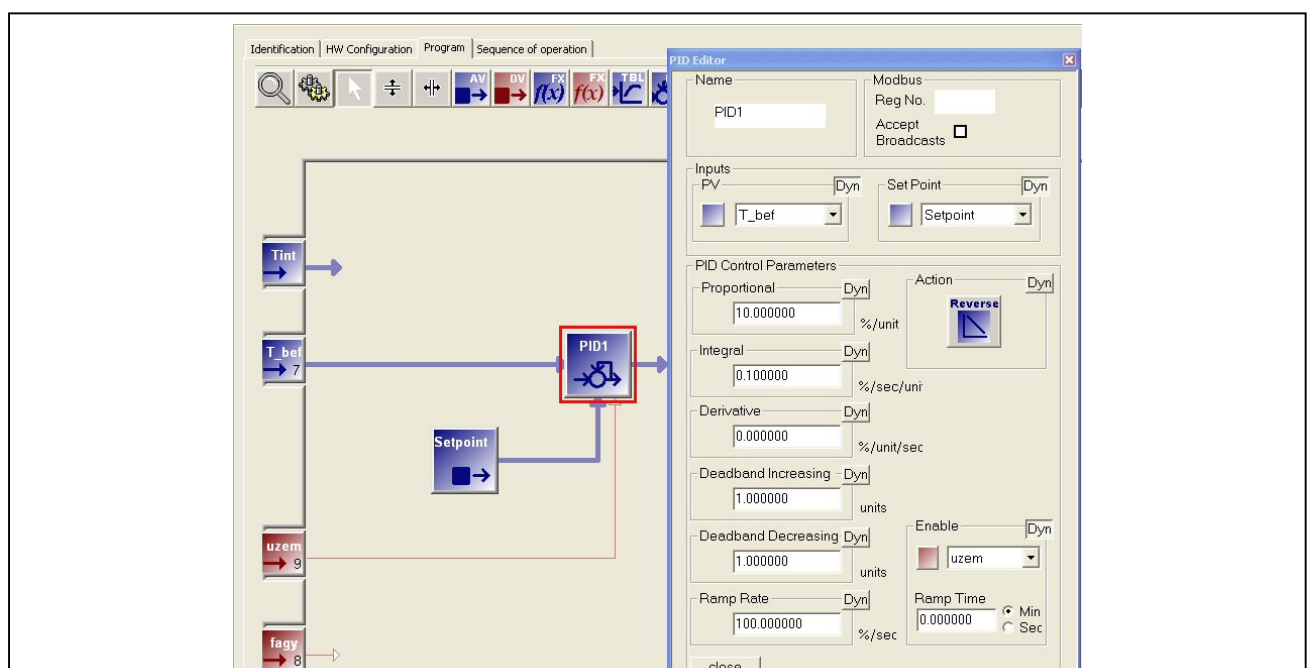 Identification HW Configuration Program Sequence of operation
AV DV FX FX TBL
f(x) f(x)
Tint
T_bef
7
PID1
Setpoint
uzem
9
fagy
8
PID Editor
Name
PID1
Modbus
Reg No.
Accept
Broadcasts
Inputs
PV Dyn
T_bef
Set Point Dyn
Setpoint
PID Control Parameters
Proportional Dyn
10.000000
%/unit
Action Dyn
Reverse
Integral Dyn
0.100000
%/sec/uni
Derivative Dyn
0.000000
%/unit/sec
Deadband Increasing Dyn
1.000000
units
Deadband Decreasing Dyn
1.000000
units
Enable Dyn
uzem
Ramp Rate Dyn
100.000000
%/sec
Ramp Time
0.000000
Min
Sec
close